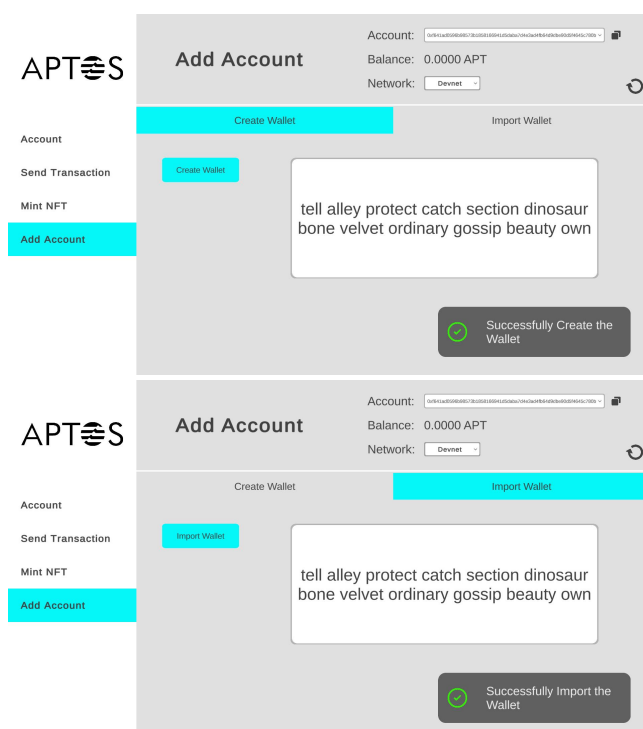 APTOS
Add Account
Account:
Balance: 0.0000 APT
Network: Devnet
Create Wallet
Import Wallet
Account
Send Transaction
Mint NFT
Add Account
Create Wallet
tell alley protect catch section dinosaur
bone velvet ordinary gossip beauty own
Successfully Create the
Wallet
APTOS
Add Account
Account:
Balance: 0.0000 APT
Network: Devnet
Create Wallet
Import Wallet
Account
Send Transaction
Mint NFT
Add Account
Import Wallet
tell alley protect catch section dinosaur
bone velvet ordinary gossip beauty own
Successfully Import the
Wallet